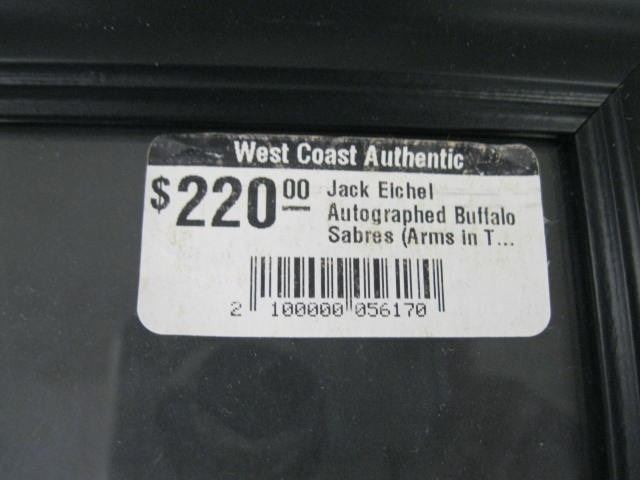 West Coast Authentic
$220.00 Jack Eichel
Autographed Buffalo
Sabres (Arms in T...
2 100000 056170